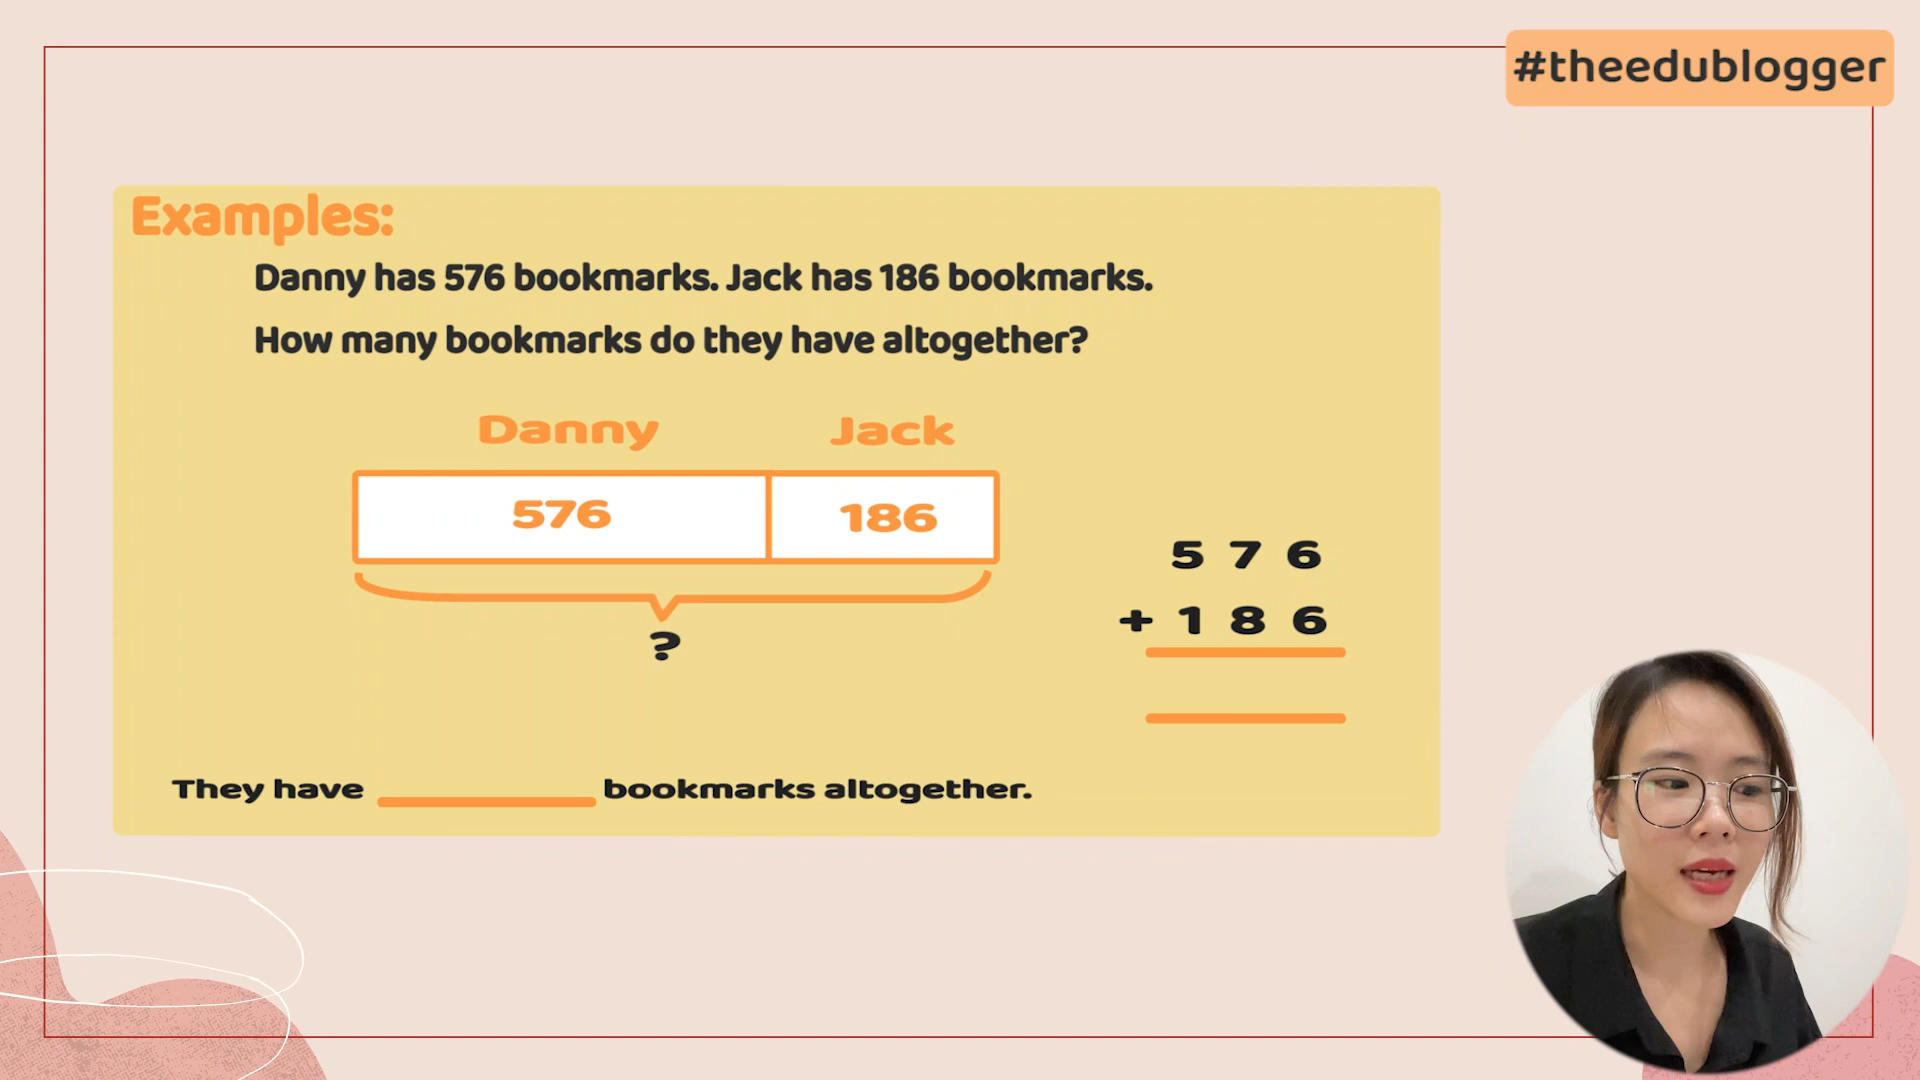 #theedublogger
Examples:
Danny has 576 bookmarks. Jack has 186 bookmarks.
How many bookmarks do they have altogether?
Danny Jack
576 186
?
5 7 6
+ 1 8 6
They have ________ bookmarks altogether.